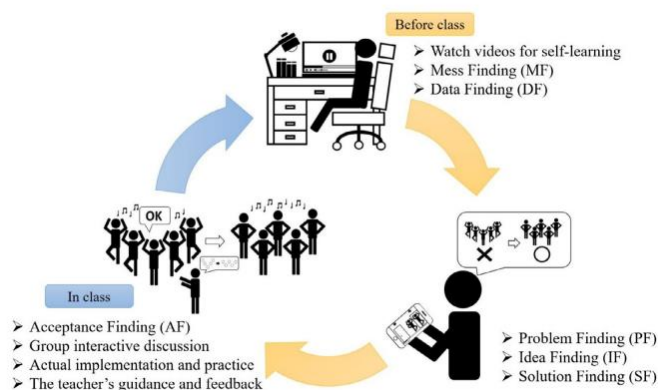 Before class
➢ Watch videos for self-learning
➢ Mess Finding (MF)
➢ Data Finding (DF)
OK
In class
➢ Acceptance Finding (AF)
➢ Group interactive discussion
➢ Actual implementation and practice
➢ The teacher's guidance and feedback
➢ Problem Finding (PF)
➢ Idea Finding (IF)
➢ Solution Finding (SF)